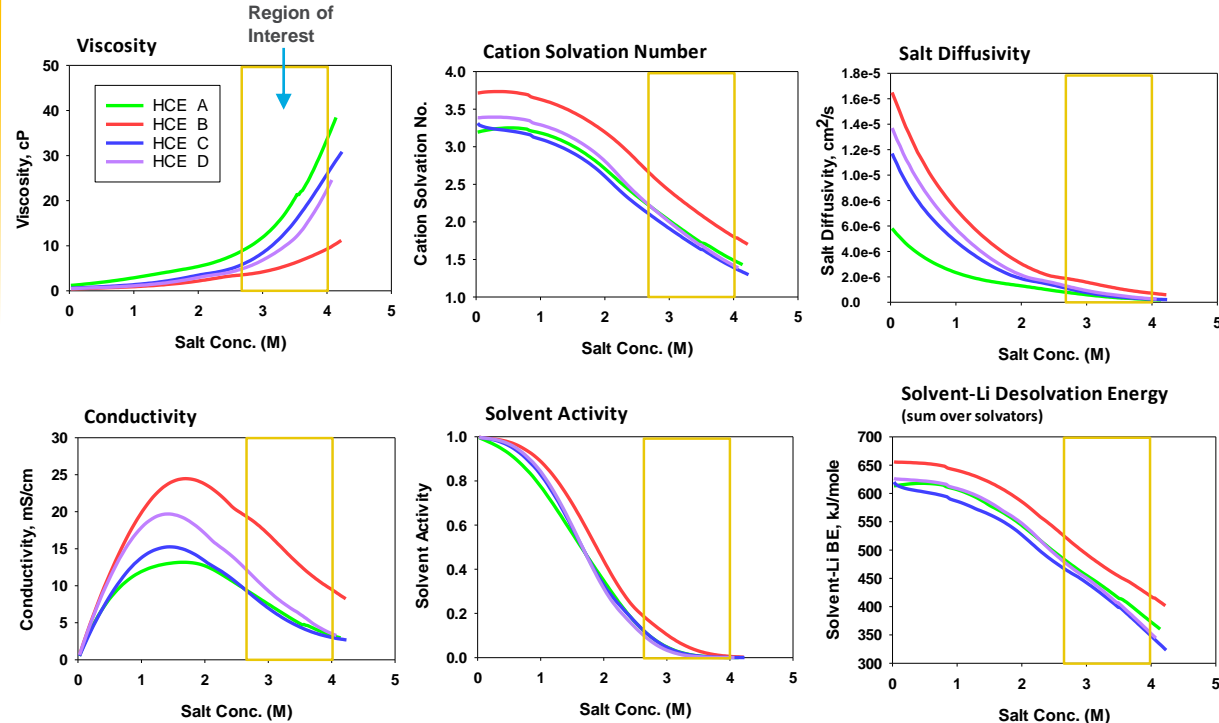 Region of
Interest
Viscosity
50
40
30
20
10
0
Viscosity, cP
HCE A
HCE B
HCE C
HCE D
0 1 2 3 4 5
Salt Conc. (M)
Cation Solvation Number
4.0
3.5
3.0
2.5
2.0
1.5
1.0
Cation Solvation No.
0 1 2 3 4 5
Salt Conc. (M)
Salt Diffusivity
1.8e-5
1.6e-5
1.4e-5
1.2e-5
1.0e-5
8.0e-6
6.0e-6
4.0e-6
2.0e-6
0.0
Salt Diffusivity, cm2/s
0 1 2 3 4 5
Salt Conc. (M)
Conductivity
30
25
20
15
10
5
0
Conductivity, mS/cm
0 1 2 3 4 5
Salt Conc. (M)
Solvent Activity
1.0
0.8
0.6
0.4
0.2
0.0
Solvent Activity
0 1 2 3 4 5
Salt Conc. (M)
Solvent-Li Desolvation Energy
(sum over solvators)
700
650
600
550
500
450
400
350
300
Solvent-Li BE, kJ/mole
0 1 2 3 4 5
Salt Conc. (M)